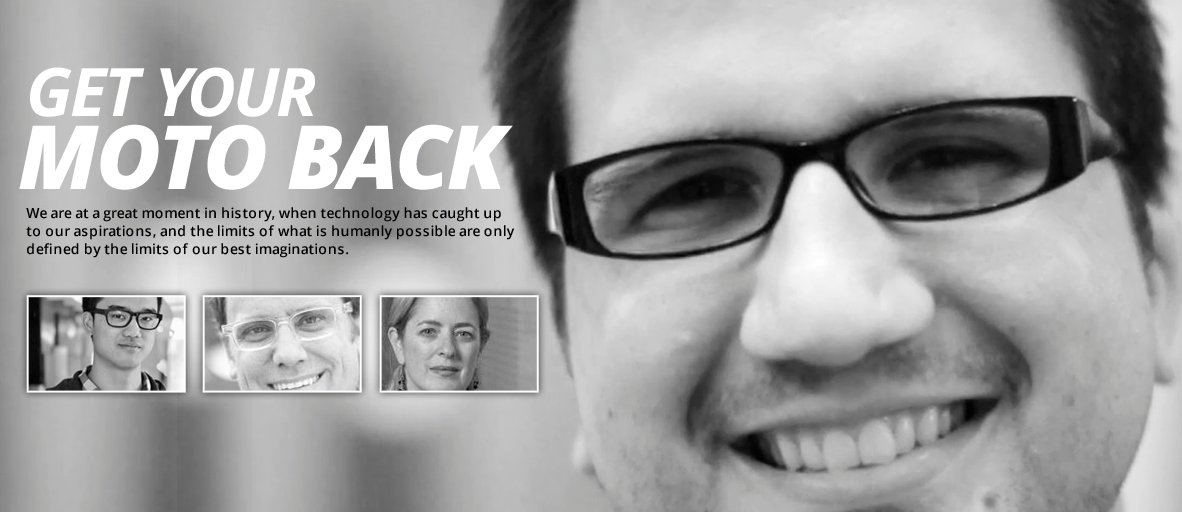 GET YOUR
MOTO BACK
We are at a great moment in history, when technology has caught up
to our aspirations, and the limits of what is humanly possible are only
defined by the limits of our best imaginations.